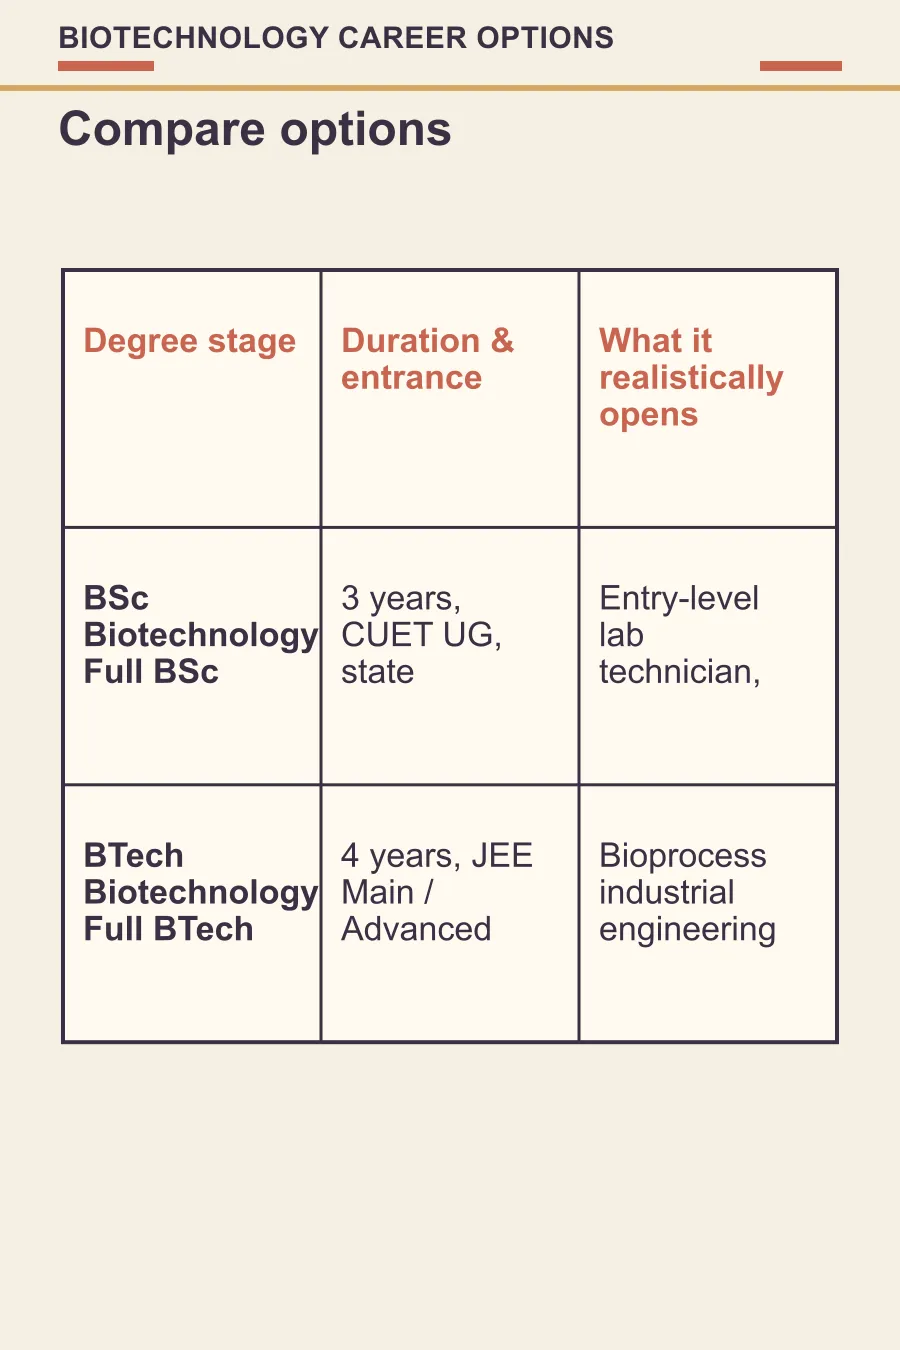 BIOTECHNOLOGY CAREER OPTIONS
Compare options
Degree stage
Duration &
entrance
What it
realistically
opens
BSc
Biotechnology
Full BSc
3 years,
CUET UG,
state
Entry-level
lab
technician,
BTech
Biotechnology
Full BTech
4 years, JEE
Main /
Advanced
Bioprocess
industrial
engineering